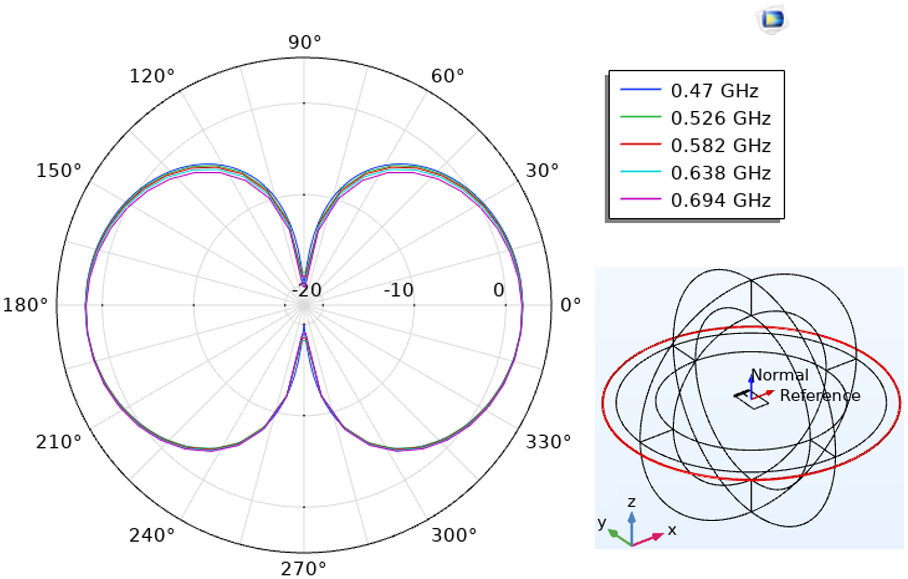 90°
120°
60°
150°
30°
180°
-20
-10
0
0°
210°
330°
240°
300°
270°
0.47 GHz
0.526 GHz
0.582 GHz
0.638 GHz
0.694 GHz
Normal
Reference
z
y
x